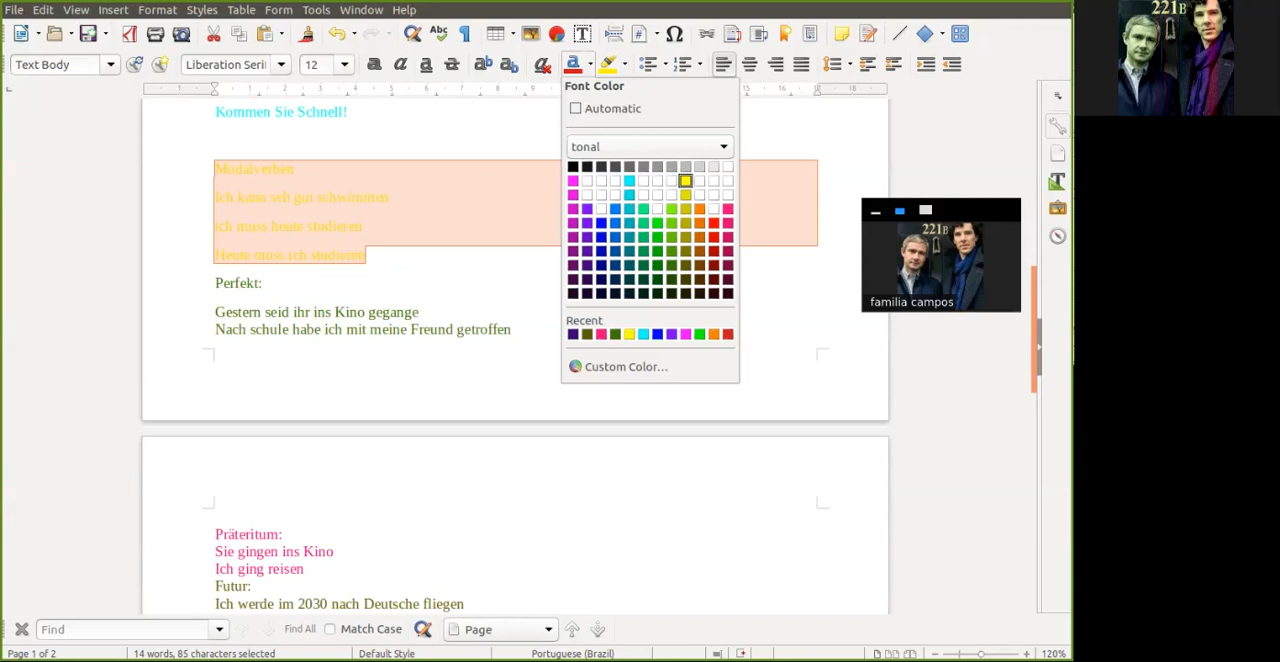 File Edit View Insert Format Styles Table Form Tools Window Help
221B
Text Body Liberation Seri 12
Font Color
Automatic
tonal
Recent
Custom Color...
Kommen Sie Schnell!
Modalverben
Ich kann seh gut schwimmen
ich muss heute studieren
Heute muss ich studieren
Perfekt:
Gestern seid ihr ins Kino gegange
Nach schule habe ich mit meine Freund getroffen
221B
familia campos
Präteritum:
Sie gingen ins Kino
Ich ging reisen
Futur:
Ich werde im 2030 nach Deutsche fliegen
Find Find All Match Case Page
Page 1 of 2 14 words, 85 characters selected Default Style Portuguese (Brazil) 120%